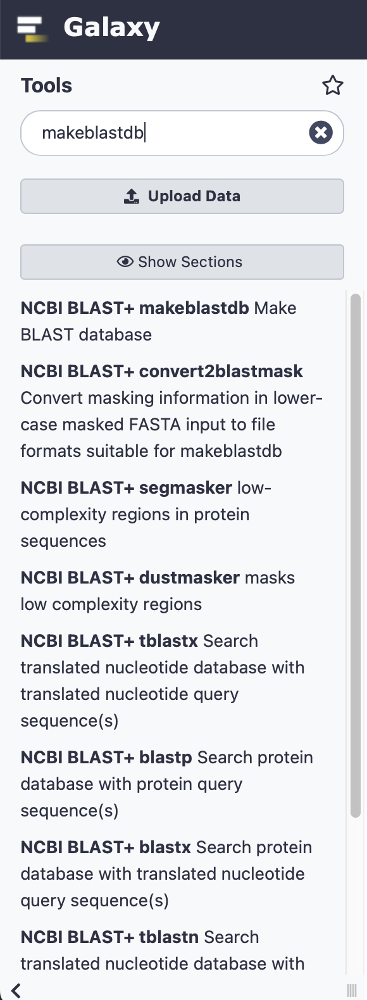 Galaxy
Tools
makeblastdb
Upload Data
Show Sections
NCBI BLAST+ makeblastdb Make
BLAST database
NCBI BLAST+ convert2blastmask
Convert masking information in lower-
case masked FASTA input to file
formats suitable for makeblastdb
NCBI BLAST+ segmasker low-
complexity regions in protein
sequences
NCBI BLAST+ dustmasker masks
low complexity regions
NCBI BLAST+ tblastx Search
translated nucleotide database with
translated nucleotide query
sequence(s)
NCBI BLAST+ blastp Search protein
database with protein query
sequence(s)
NCBI BLAST+ blastx Search protein
database with translated nucleotide
query sequence(s)
NCBI BLAST+ tblastn Search
translated nucleotide database with